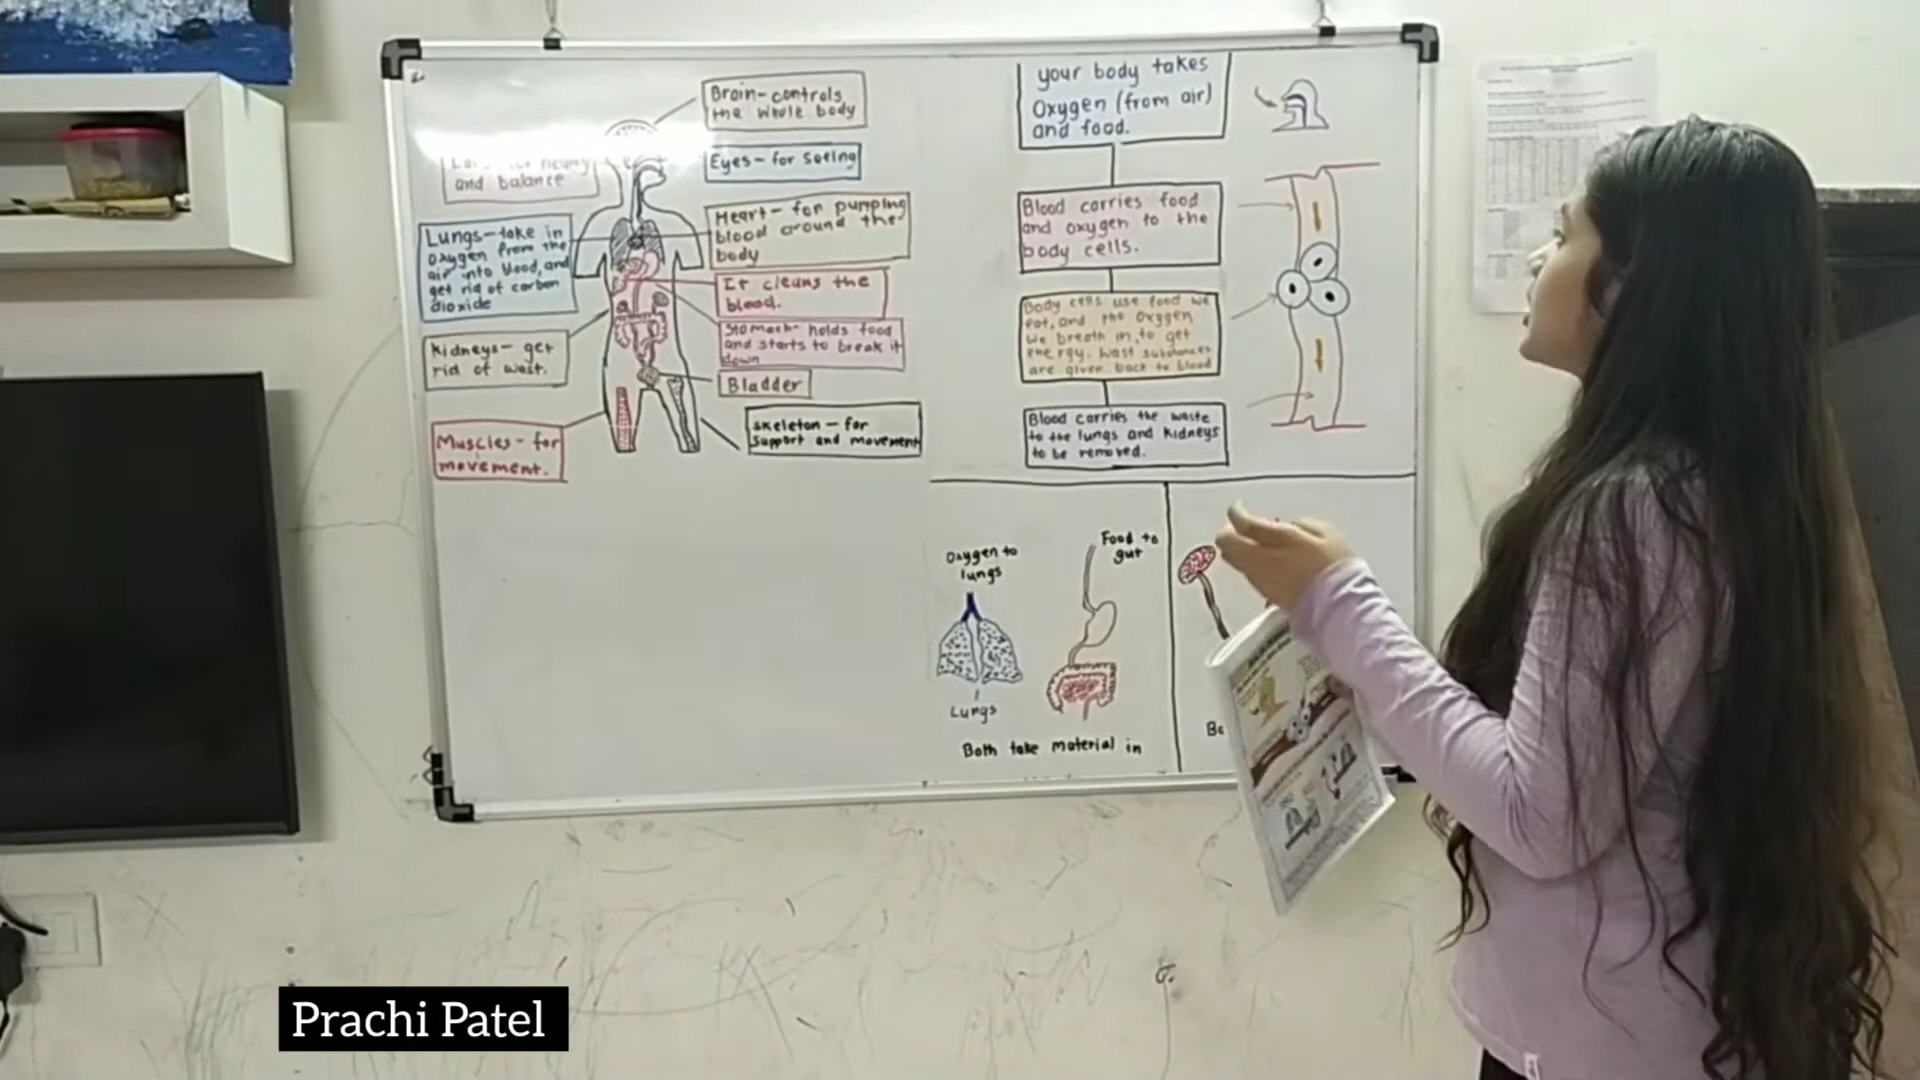 Brain-controls
the whole body
Eyes-for seeing
and balance
Heart-for pumping
blood around the
body
Lungs-take in
oxygen from the
air into blood, and
get rid of carbon
dioxide
It cleans the
blood.
Stomach-holds food
and starts to break it
down
Kidneys-get
rid of wast.
Bladder
Skeleton-for
support and movement
Muscles-for
movement.
your body takes
Oxygen (from air)
and food.
Blood carries food
and oxygen to the
body cells.
Body cells use food we
eat, and the oxygen
we breath in, to get
energy. wast substances
are given back to blood
Blood carries the waste
to the lungs and kidneys
to be removed.
Oxygen to
lungs
Lungs
Food to
gut
Both take material in
Bo
Prachi Patel